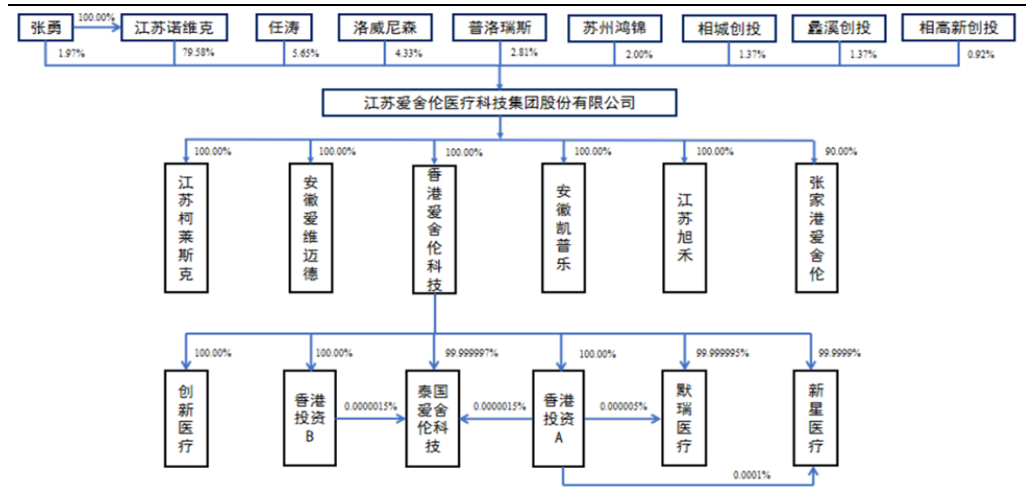 张勇
100.00%
江苏诺维克
任涛
洛威尼森
普洛瑞斯
苏州鸿锦
相城创投
蠡溪创投
相高新创投
1.97%
79.58%
5.65%
4.33%
2.81%
2.00%
1.37%
1.37%
0.92%
江苏爱舍伦医疗科技集团股份有限公司
100.00%
100.00%
100.00%
100.00%
100.00%
90.00%
江苏柯莱斯克
安徽爱维迈德
香港爱舍伦科技
安徽凯普乐
江苏旭禾
张家港爱舍伦
100.00%
100.00%
99.999997%
100.00%
99.999995%
99.9999%
创新医疗
香港
投资
B
0.0000015%
泰国
爱舍
伦科
技
0.0000015%
香港
投资
A
0.000005%
默瑞医疗
新星医疗
0.0001%